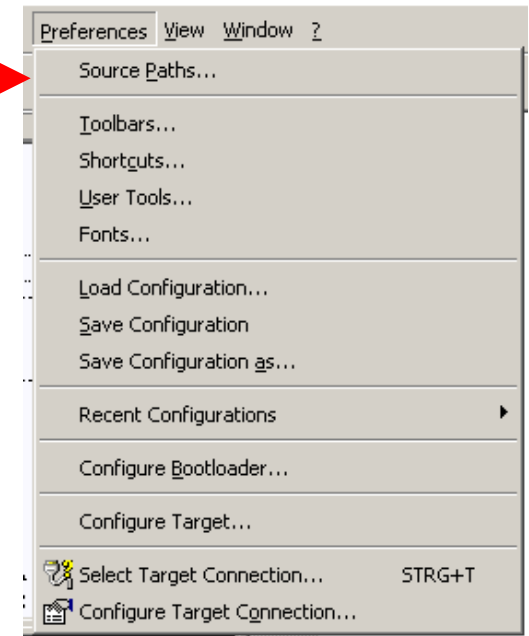 Preferences View Window ?
Source Paths...
Toolbars...
Shortcuts...
User Tools...
Fonts...
Load Configuration...
Save Configuration
Save Configuration as...
Recent Configurations
Configure Bootloader...
Configure Target...
Select Target Connection... STRG+T
Configure Target Connection...